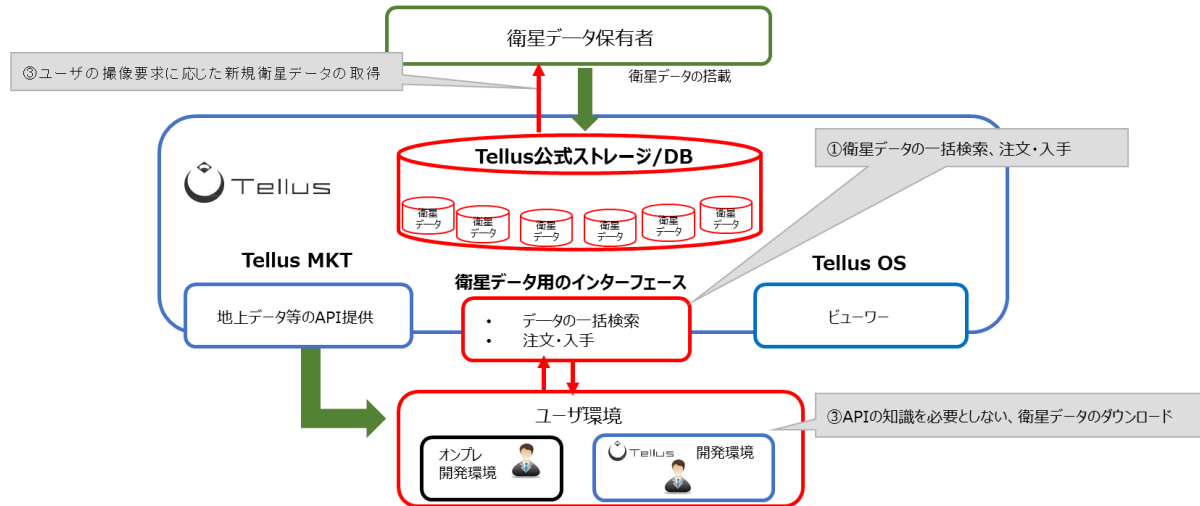 衛星データ保有者
③ユーザの撮像要求に応じた新規衛星データの取得
衛星データの搭載
Tellus公式ストレージ/DB
①衛星データの一括検索、注文・入手
Tellus
衛星
データ
衛星
データ
衛星
データ
衛星
データ
衛星
データ
衛星
データ
Tellus MKT
衛星データ用のインターフェース
Tellus OS
地上データ等のAPI提供
• データの一括検索
• 注文・入手
ビューワー
ユーザ環境
③APIの知識を必要としない、衛星データのダウンロード
オンプレ
開発環境
Tellus 開発環境